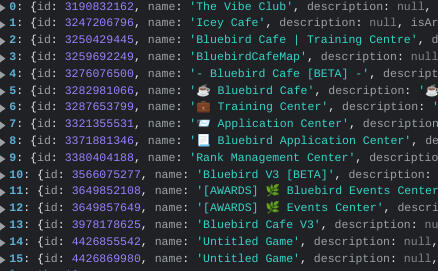 0: {id: 3190832162, name: 'The Vibe Club', description: null,
1: {id: 3247206796, name: 'Icey Cafe', description: null, isAr
2: {id: 3250429445, name: 'Bluebird Cafe | Training Centre', d
3: {id: 3259692249, name: 'BluebirdCafeMap', description: null
4: {id: 3276076500, name: '- Bluebird Cafe [BETA] -', descript
5: {id: 3282981066, name: '☕ Bluebird Cafe', description: '☕
6: {id: 3287653799, name: '💼 Training Center', description: '
7: {id: 3321355531, name: '📨 Application Center', description:
8: {id: 3371881346, name: '📃 Bluebird Application Center', de
9: {id: 3380404188, name: 'Rank Management Center', description
10: {id: 3566075277, name: 'Bluebird V3 [BETA]', description:
11: {id: 3649852108, name: '[AWARDS] 🌿 Bluebird Events Center
12: {id: 3649857649, name: '[AWARDS] 🌿 Events Center', descrip
13: {id: 3978178625, name: 'Bluebird Cafe V3', description: nul
14: {id: 4426855542, name: 'Untitled Game', description: null,
15: {id: 4426869980, name: 'Untitled Game', description: null,